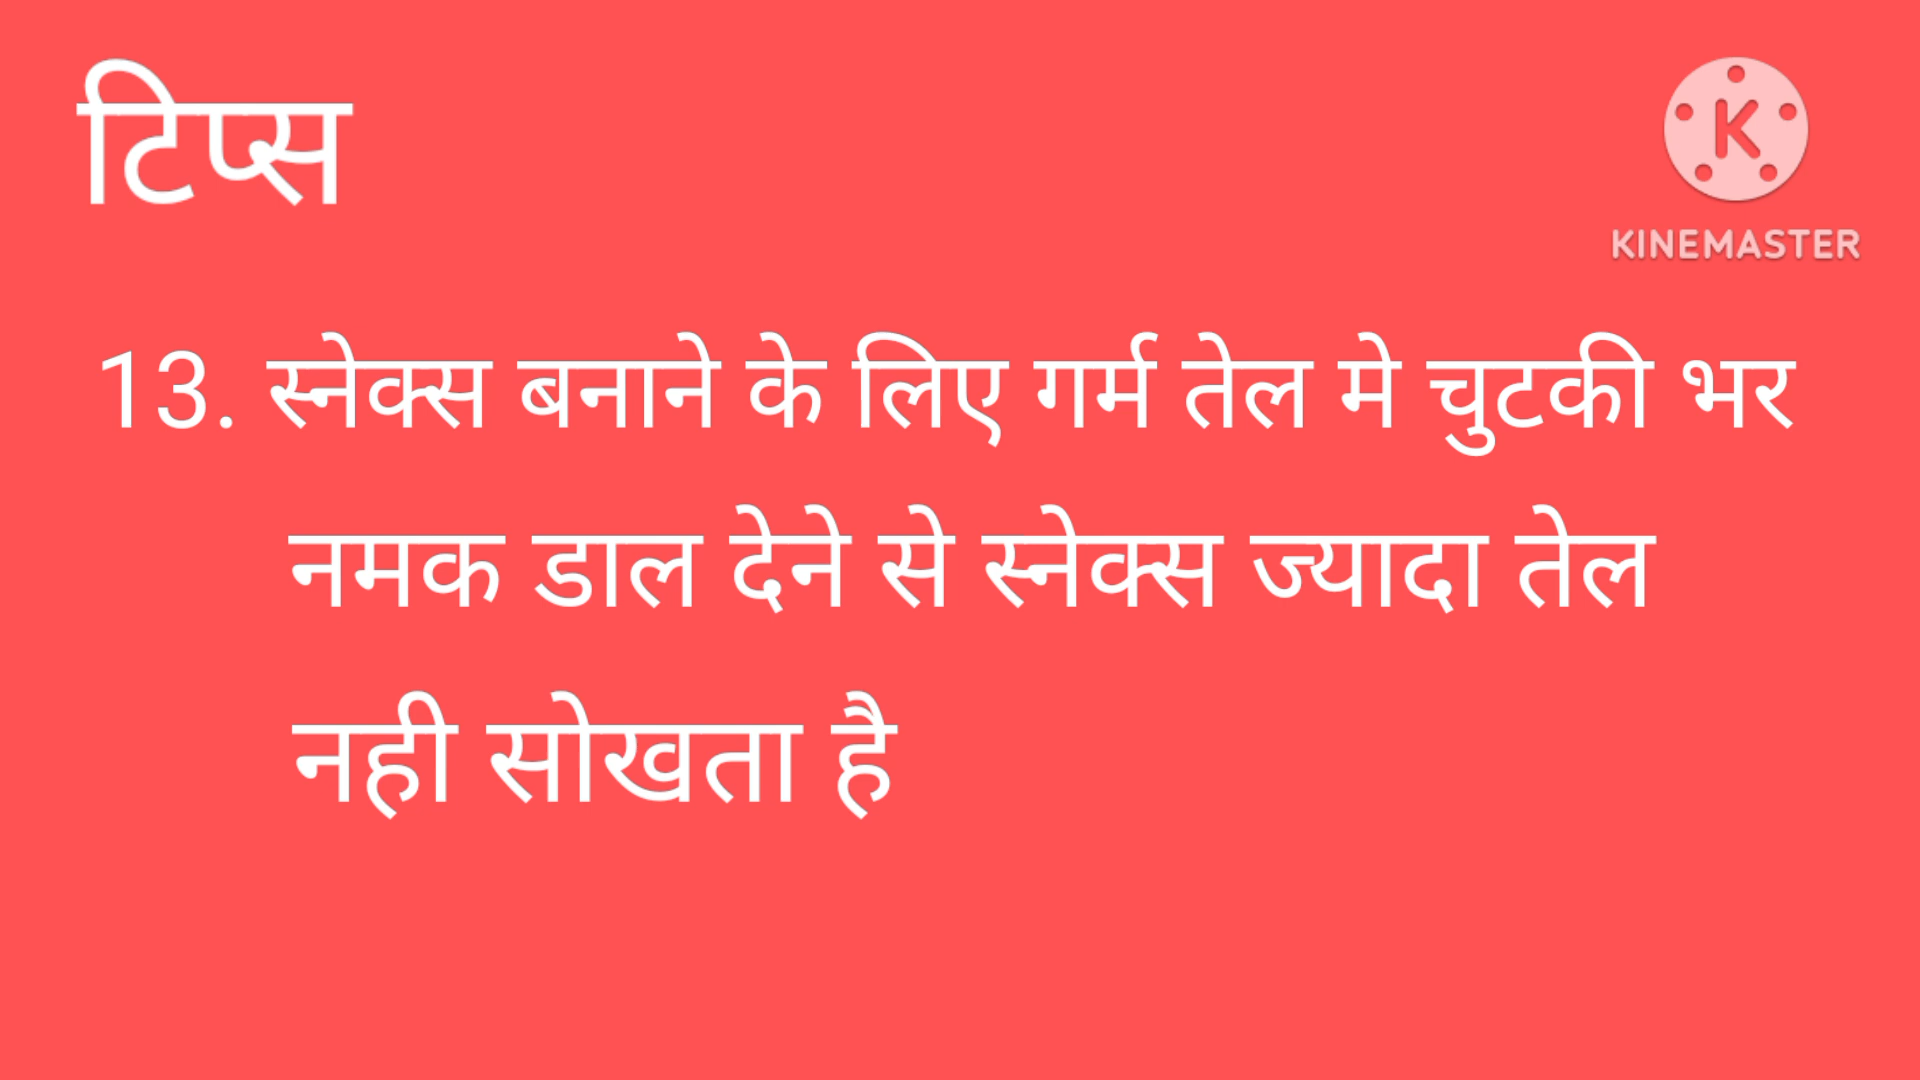 टिप्स
K
KINEMASTER
13. स्नेक्स बनाने के लिए गर्म तेल मे चुटकी भर
नमक डाल देने से स्नेक्स ज्यादा तेल
नही सोखता है